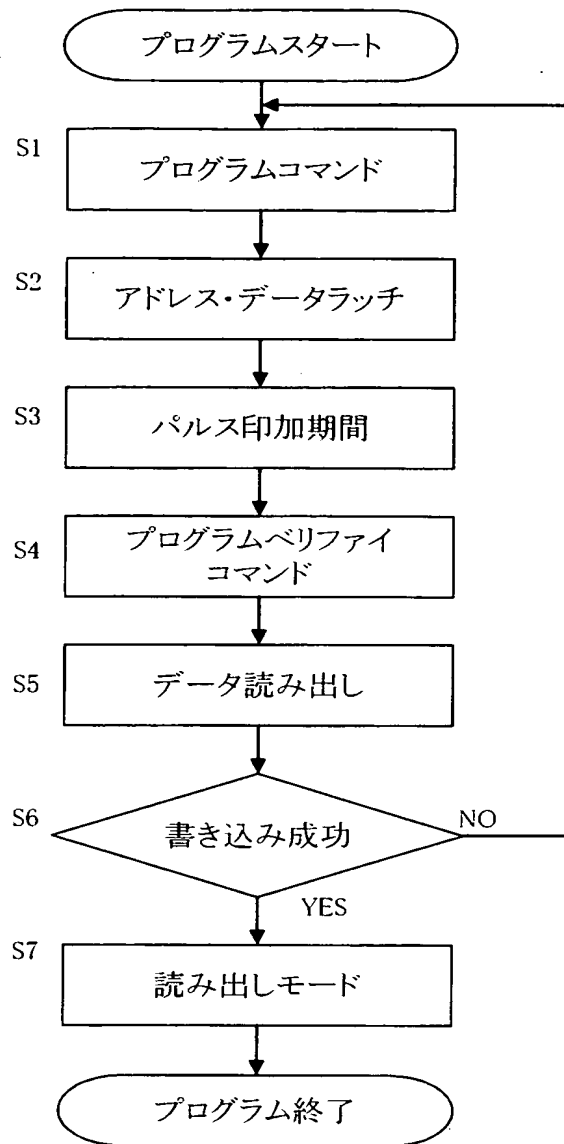 プログラムスタート
S1
プログラムコマンド
S2
アドレス・データラッチ
S3
パルス印加期間
S4
プログラムベリファイ
コマンド
S5
データ読み出し
S6
書き込み成功
NO
YES
S7
読み出しモード
プログラム終了